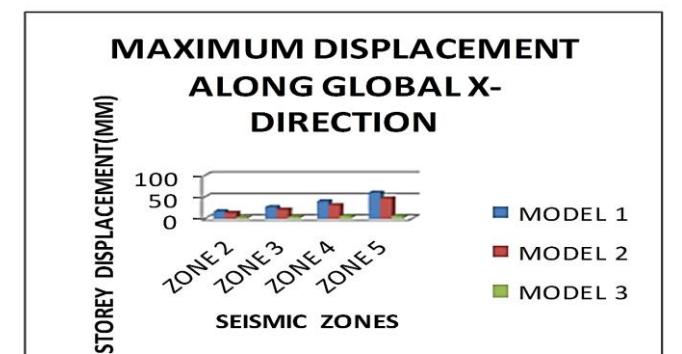 MAXIMUM DISPLACEMENT
ALONG GLOBAL X-
DIRECTION
STOREY DISPLACEMENT(MM)
100
50
0
ZONE 2
ZONE 3
ZONE 4
ZONE 5
SEISMIC ZONES
MODEL 1
MODEL 2
MODEL 3